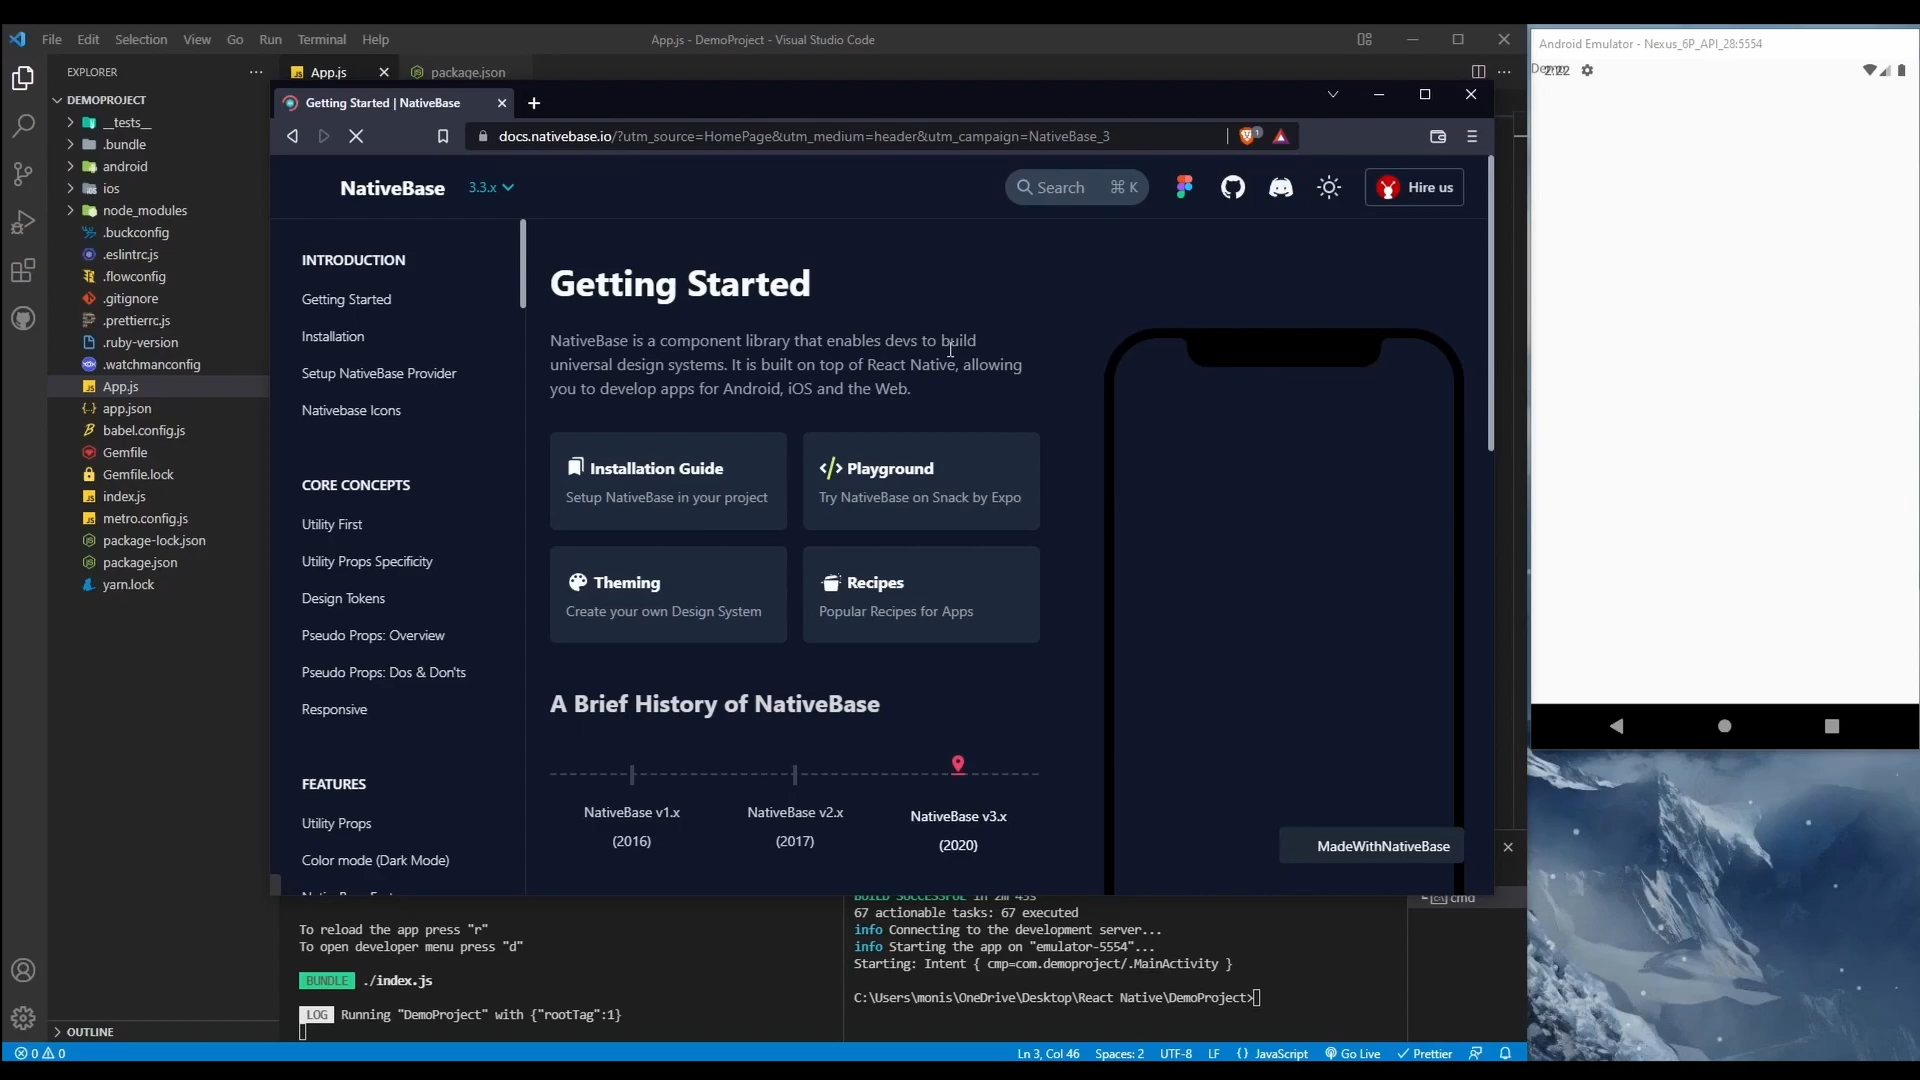 File Edit Selection View Go Run Terminal Help
App.js - DemoProject - Visual Studio Code
EXPLORER
App.js
package.json
DEMOPROJECT
__tests__
.bundle
android
ios
node_modules
.buckconfig
.eslintrc.js
.flowconfig
.gitignore
.prettierrc.js
.ruby-version
.watchmanconfig
App.js
app.json
babel.config.js
Gemfile
Gemfile.lock
index.js
metro.config.js
package-lock.json
package.json
yarn.lock
OUTLINE
Getting Started | NativeBase
docs.nativebase.io/?utm_source=HomePage&utm_medium=header&utm_campaign=NativeBase_3
1
NativeBase 3.3.x
Search ⌘ K
Hire us
INTRODUCTION
Getting Started
Installation
Setup NativeBase Provider
Nativebase Icons
CORE CONCEPTS
Utility First
Utility Props Specificity
Design Tokens
Pseudo Props: Overview
Pseudo Props: Dos & Don'ts
Responsive
FEATURES
Utility Props
Color mode (Dark Mode)
Getting Started
NativeBase is a component library that enables devs to build
universal design systems. It is built on top of React Native, allowing
you to develop apps for Android, iOS and the Web.
Installation Guide
Setup NativeBase in your project
</> Playground
Try NativeBase on Snack by Expo
Theming
Create your own Design System
Recipes
Popular Recipes for Apps
A Brief History of NativeBase
NativeBase v1.x
(2016)
NativeBase v2.x
(2017)
NativeBase v3.x
(2020)
MadeWithNativeBase
To reload the app press "r"
To open developer menu press "d"
BUNDLE ./index.js
LOG Running "DemoProject" with {"rootTag":1}
BUILD SUCCESSFUL in 2m 43s
67 actionable tasks: 67 executed
info Connecting to the development server...
info Starting the app on "emulator-5554"...
Starting: Intent { cmp=com.demoproject/.MainActivity }
C:\Users\monis\OneDrive\Desktop\React Native\DemoProject>
cmd
0 0
Ln 3, Col 46 Spaces: 2 UTF-8 LF {} JavaScript Go Live Prettier
Android Emulator - Nexus_6P_API_28:5554
2:22